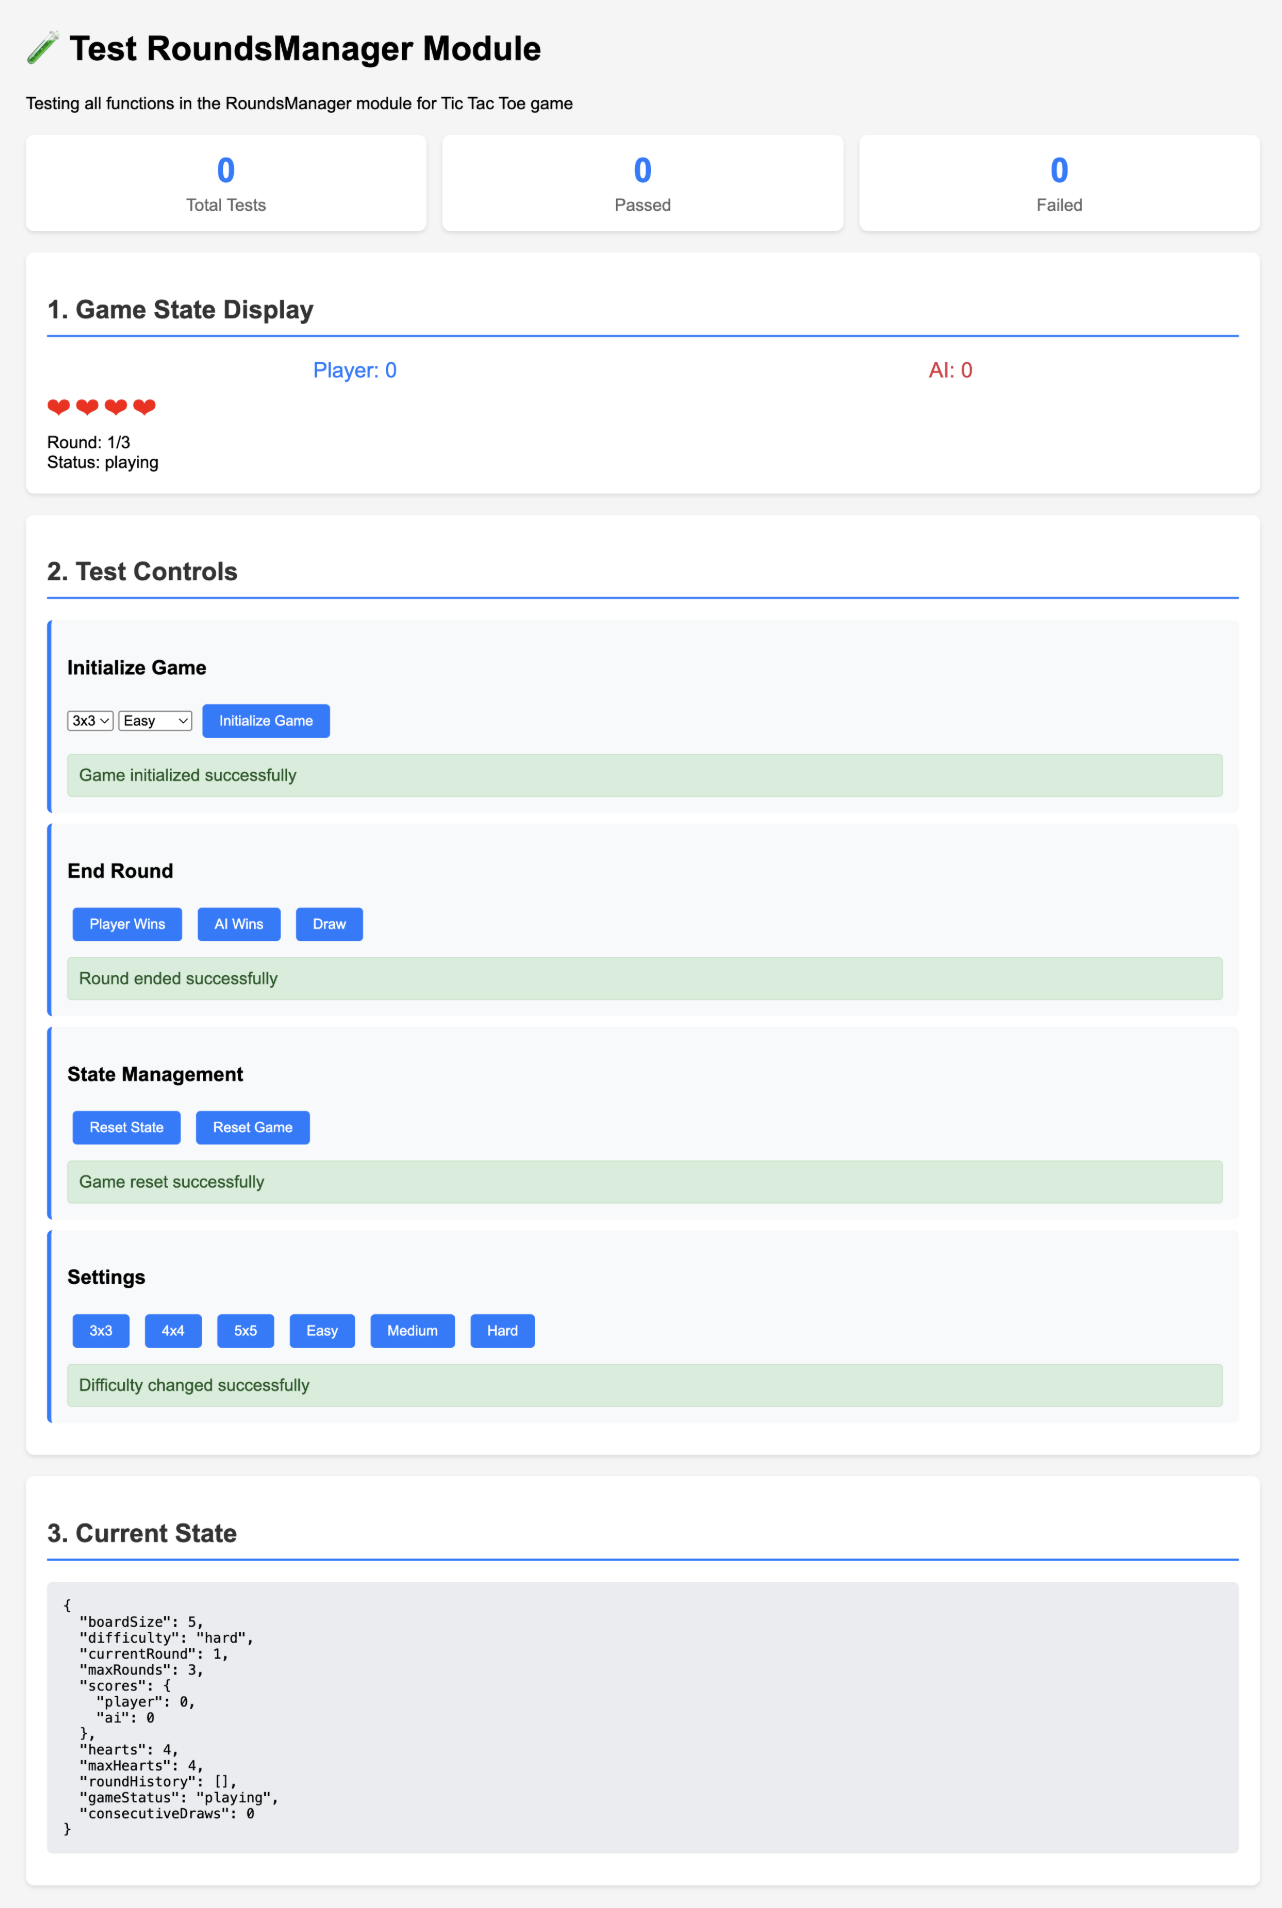 Test RoundsManager Module
Testing all functions in the RoundsManager module for Tic Tac Toe game
0
Total Tests
0
Passed
0
Failed
1. Game State Display
Player: 0
AI: 0
Round: 1/3
Status: playing
2. Test Controls
Initialize Game
3x3 Easy Initialize Game
Game initialized successfully
End Round
Player Wins AI Wins Draw
Round ended successfully
State Management
Reset State Reset Game
Game reset successfully
Settings
3x3 4x4 5x5 Easy Medium Hard
Difficulty changed successfully
3. Current State
{
  "boardSize": 5,
  "difficulty": "hard",
  "currentRound": 1,
  "maxRounds": 3,
  "scores": {
    "player": 0,
    "ai": 0
  },
  "hearts": 4,
  "maxHearts": 4,
  "roundHistory": [],
  "gameStatus": "playing",
  "consecutiveDraws": 0
}